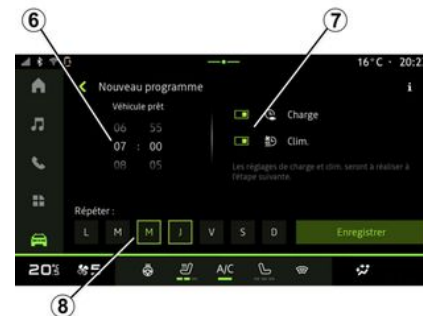 6 7
16°C · 20:2
Nouveau programme
i
Véhicule prêt
06 55
07 : 00
08 05
Charge
Clim.
Les réglages de charge et clim. seront à réaliser à
l'étape suivante.
Répéter :
L M M J V S D Enregistrer
A/C
8